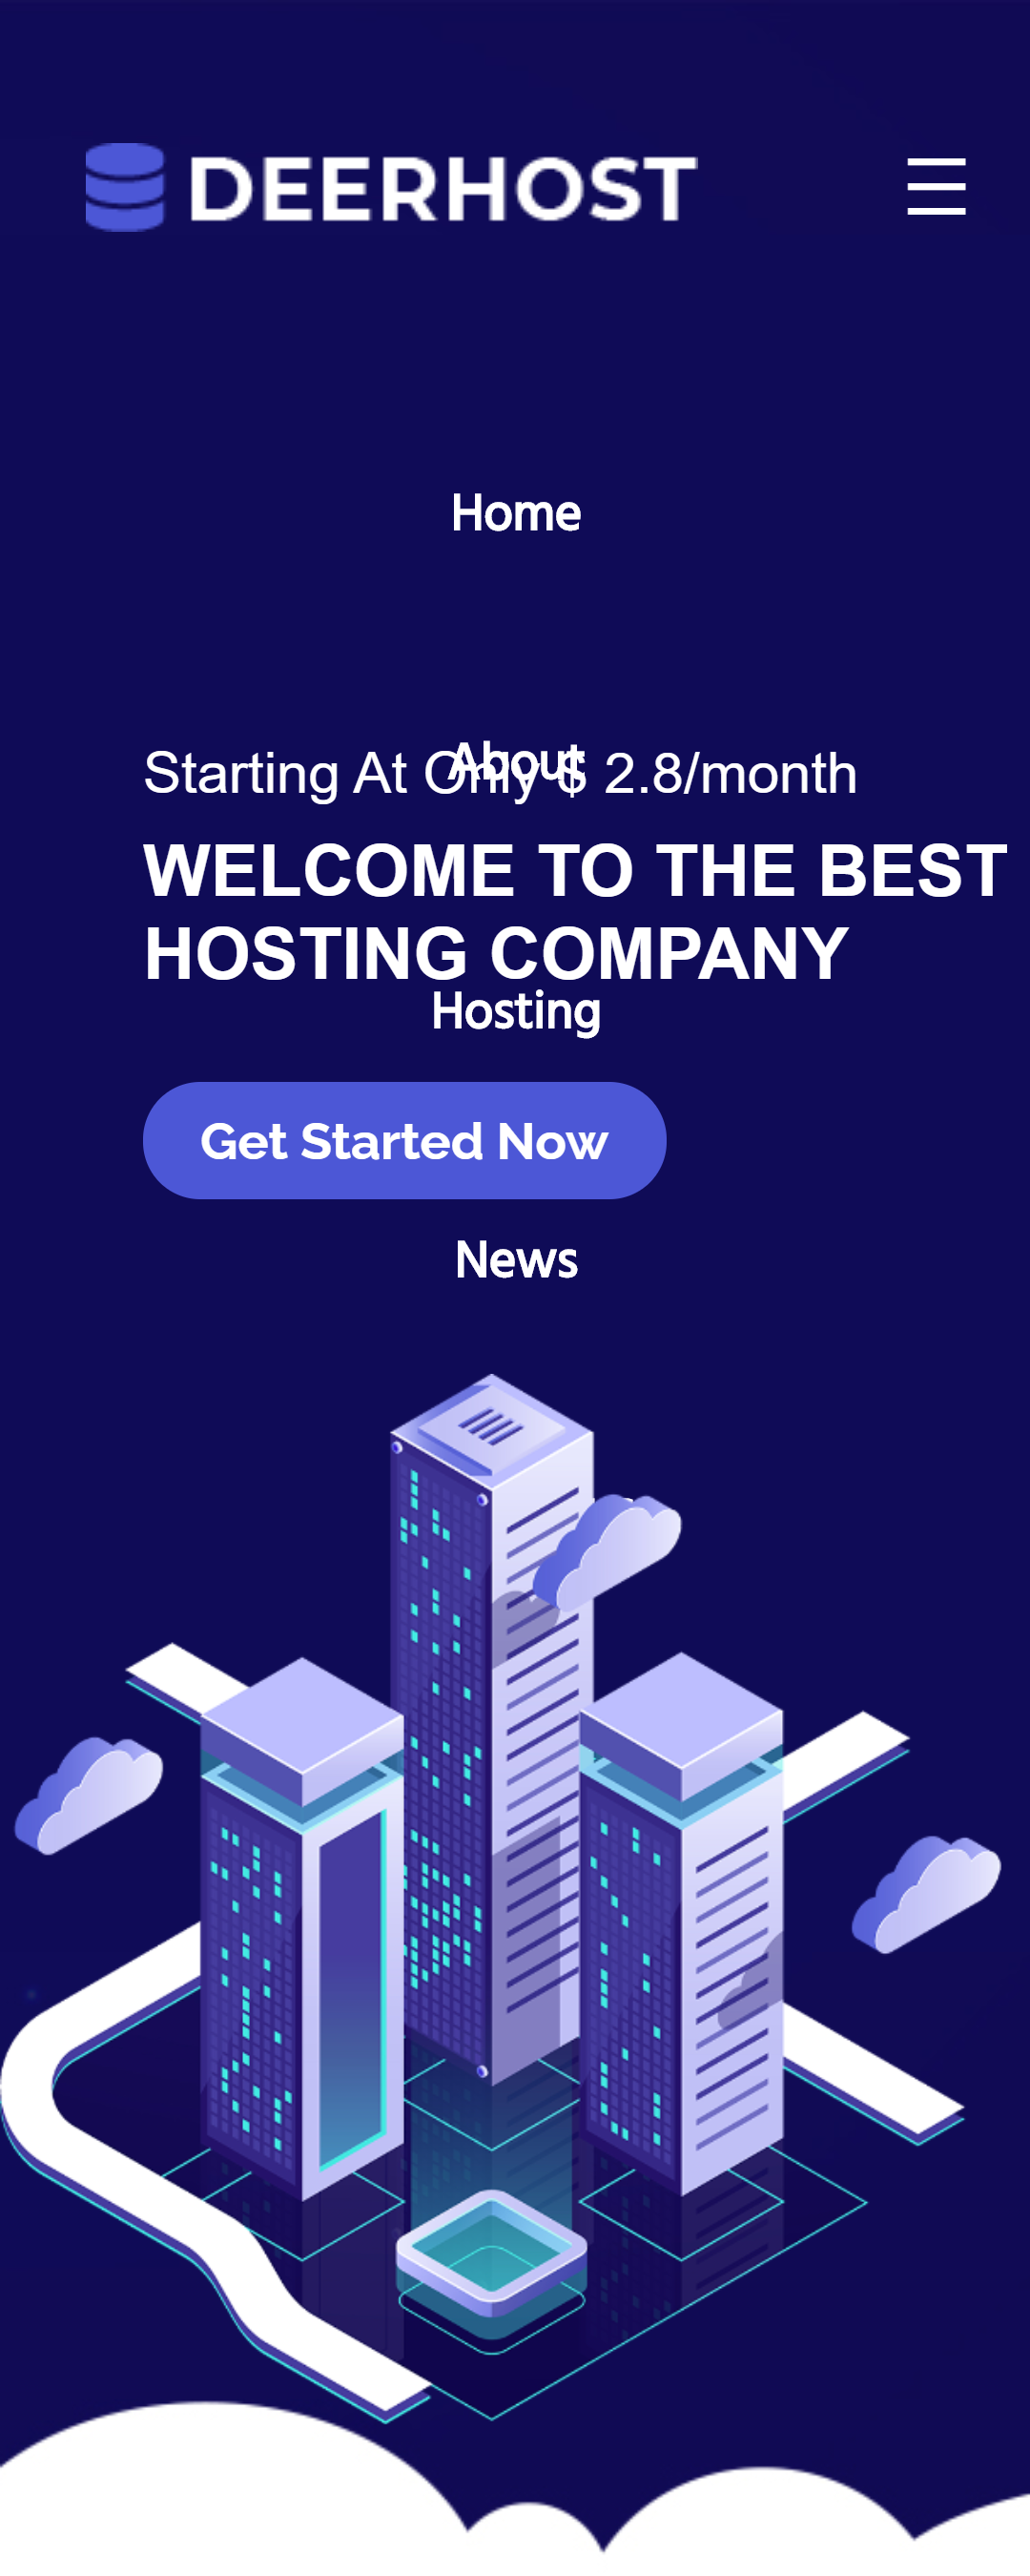 DEERHOST
Home
About
Starting At Only $ 2.8/month
WELCOME TO THE BEST
HOSTING COMPANY
Hosting
Get Started Now
News